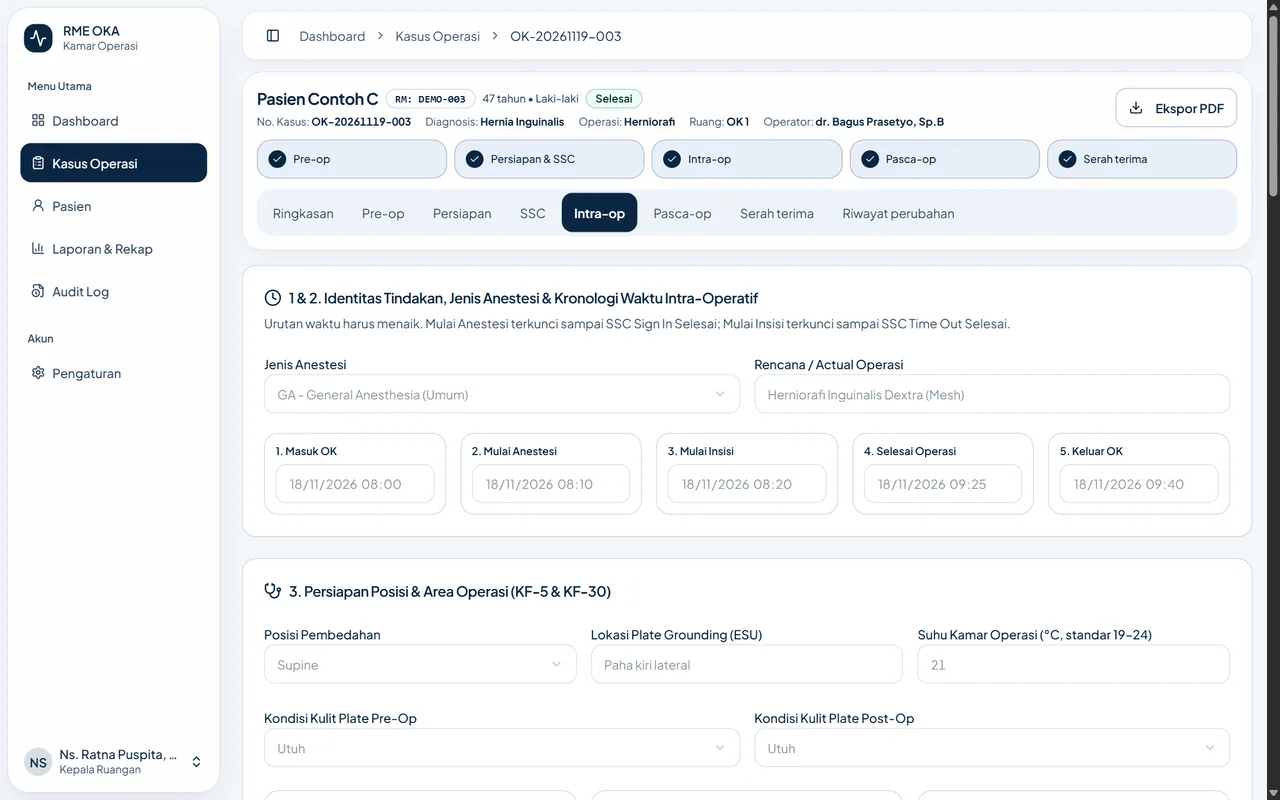 RME OKA
Kamar Operasi
Menu Utama
Dashboard
Kasus Operasi
Pasien
Laporan & Rekap
Audit Log
Akun
Pengaturan
NS
Ns. Ratna Puspita, ...
Kepala Ruangan
Dashboard > Kasus Operasi > OK-20261119-003
Pasien Contoh C RM: DEMO-003 47 tahun • Laki-laki Selesai
Ekspor PDF
No. Kasus: OK-20261119-003 Diagnosis: Hernia Inguinalis Operasi: Herniorafi Ruang: OK 1 Operator: dr. Bagus Prasetyo, Sp.B
Pre-op Persiapan & SSC Intra-op Pasca-op Serah terima
Ringkasan Pre-op Persiapan SSC Intra-op Pasca-op Serah terima Riwayat perubahan
1 & 2. Identitas Tindakan, Jenis Anestesi & Kronologi Waktu Intra-Operatif
Urutan waktu harus menaik. Mulai Anestesi terkunci sampai SSC Sign In Selesai; Mulai Insisi terkunci sampai SSC Time Out Selesai.
Jenis Anestesi Rencana / Actual Operasi
GA - General Anesthesia (Umum) Herniorafi Inguinalis Dextra (Mesh)
1. Masuk OK 2. Mulai Anestesi 3. Mulai Insisi 4. Selesai Operasi 5. Keluar OK
18/11/2026 08:00 18/11/2026 08:10 18/11/2026 08:20 18/11/2026 09:25 18/11/2026 09:40
3. Persiapan Posisi & Area Operasi (KF-5 & KF-30)
Posisi Pembedahan Lokasi Plate Grounding (ESU) Suhu Kamar Operasi (°C, standar 19-24)
Supine Paha kiri lateral 21
Kondisi Kulit Plate Pre-Op Kondisi Kulit Plate Post-Op
Utuh Utuh